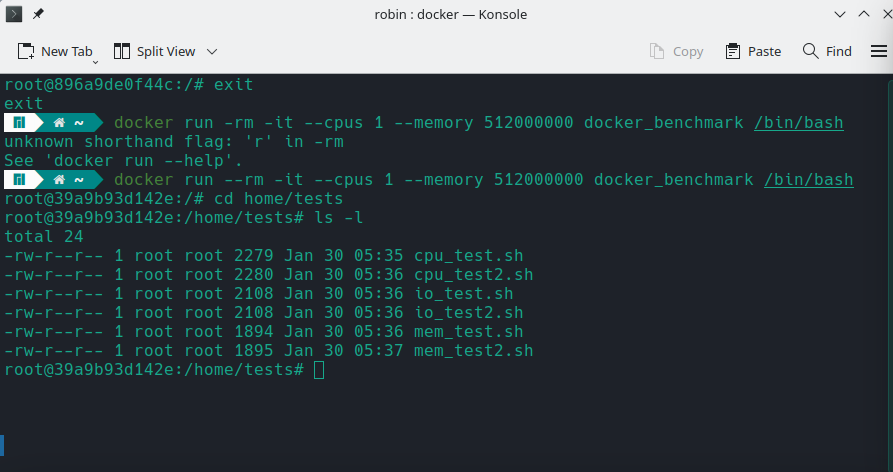 robin : docker — Konsole
New Tab
Split View
Copy
Paste
Find
root@896a9de0f44c:/# exit
exit
~ docker run -rm -it --cpus 1 --memory 512000000 docker_benchmark /bin/bash
unknown shorthand flag: 'r' in -rm
See 'docker run --help'.
~ docker run --rm -it --cpus 1 --memory 512000000 docker_benchmark /bin/bash
root@39a9b93d142e:/# cd home/tests
root@39a9b93d142e:/home/tests# ls -l
total 24
-rw-r--r-- 1 root root 2279 Jan 30 05:35 cpu_test.sh
-rw-r--r-- 1 root root 2280 Jan 30 05:36 cpu_test2.sh
-rw-r--r-- 1 root root 2108 Jan 30 05:36 io_test.sh
-rw-r--r-- 1 root root 2108 Jan 30 05:36 io_test2.sh
-rw-r--r-- 1 root root 1894 Jan 30 05:36 mem_test.sh
-rw-r--r-- 1 root root 1895 Jan 30 05:37 mem_test2.sh
root@39a9b93d142e:/home/tests#